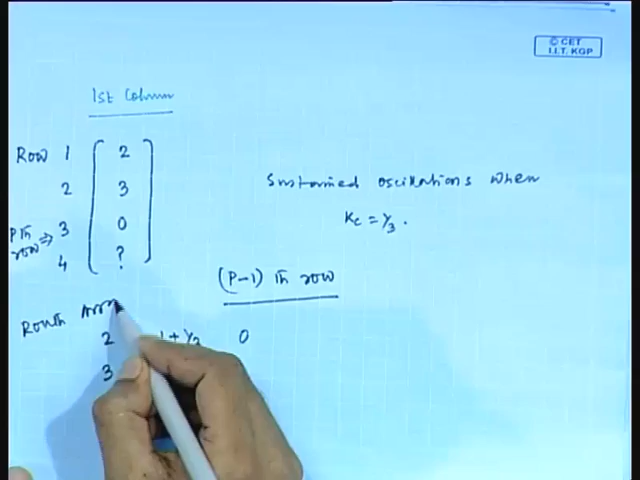 © CET
I.I.T. KGP
1st Column
Row 1 2
2 3
Pth row ⇒ 3 0
4 ?
Sustained oscillations when
Kc = 1/3 .
(P-1) th row
Routh Array
2 1 + 1/3 0
3